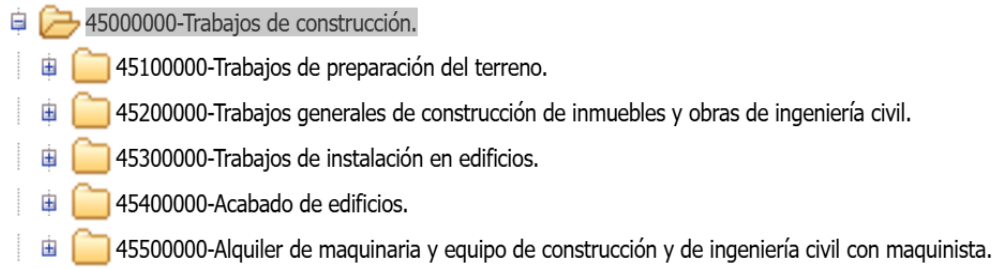 45000000-Trabajos de construcción.
45100000-Trabajos de preparación del terreno.
45200000-Trabajos generales de construcción de inmuebles y obras de ingeniería civil.
45300000-Trabajos de instalación en edificios.
45400000-Acabado de edificios.
45500000-Alquiler de maquinaria y equipo de construcción y de ingeniería civil con maquinista.